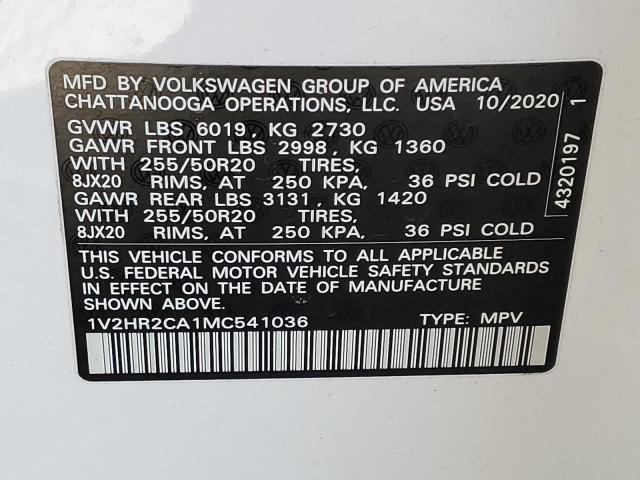 MFD BY VOLKSWAGEN GROUP OF AMERICA
CHATTANOOGA OPERATIONS, LLC. USA 10/2020
GVWR LBS 6019, KG 2730
GAWR FRONT LBS 2998, KG 1360
WITH 255/50R20 TIRES,
8JX20 RIMS, AT 250 KPA, 36 PSI COLD
GAWR REAR LBS 3131, KG 1420
WITH 255/50R20 TIRES,
8JX20 RIMS, AT 250 KPA, 36 PSI COLD
THIS VEHICLE CONFORMS TO ALL APPLICABLE
U.S. FEDERAL MOTOR VEHICLE SAFETY STANDARDS
IN EFFECT ON THE DATE OF MANUFACTURE
SHOWN ABOVE.
1V2HR2CA1MC541036 TYPE: MPV
4320197 1